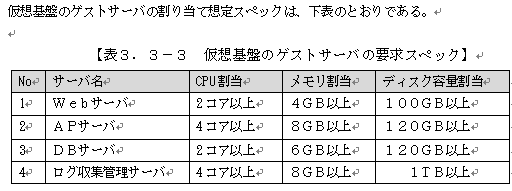 仮想基盤のゲストサーバの割り当て想定スペックは、下表のとおりである。
【表３．３－３　仮想基盤のゲストサーバの要求スペック】
No サーバ名 CPU割当 メモリ割当 ディスク容量割当
1 Ｗｅｂサーバ 2コア以上 ４ＧＢ以上 １００ＧＢ以上
2 ＡＰサーバ 4コア以上 ８ＧＢ以上 １２０ＧＢ以上
3 ＤＢサーバ 2コア以上 ６ＧＢ以上 １２０ＧＢ以上
4 ログ収集管理サーバ 4コア以上 ８ＧＢ以上 １ＴＢ以上